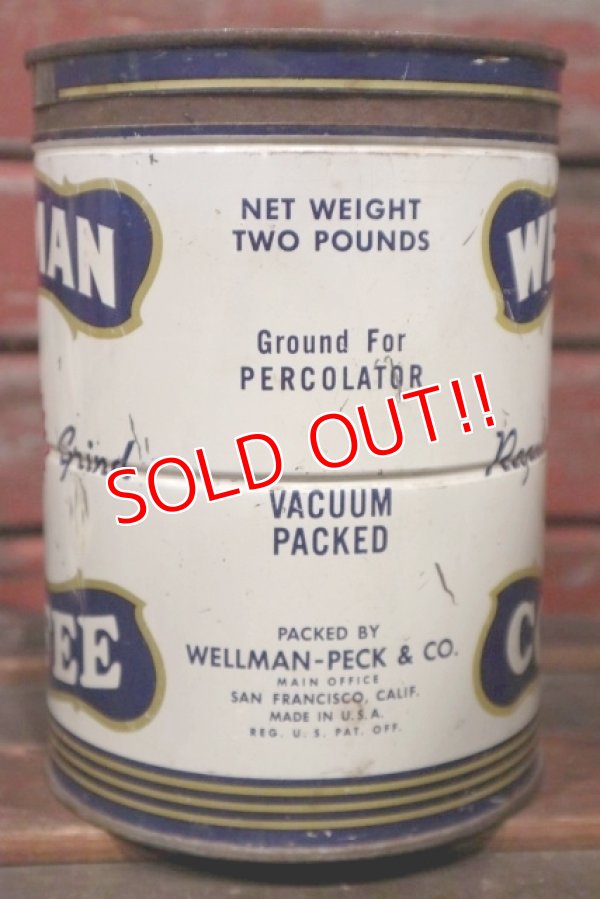 NET WEIGHT
TWO POUNDS
MAN
WE
Ground For
PERCOLATOR
Grind
SOLD OUT!!
VACUUM
PACKED
PACKED BY
WELLMAN-PECK & CO.
MAIN OFFICE
SAN FRANCISCO, CALIF.
MADE IN U.S.A.
REG. U. S. PAT. OFF.
FEE
C